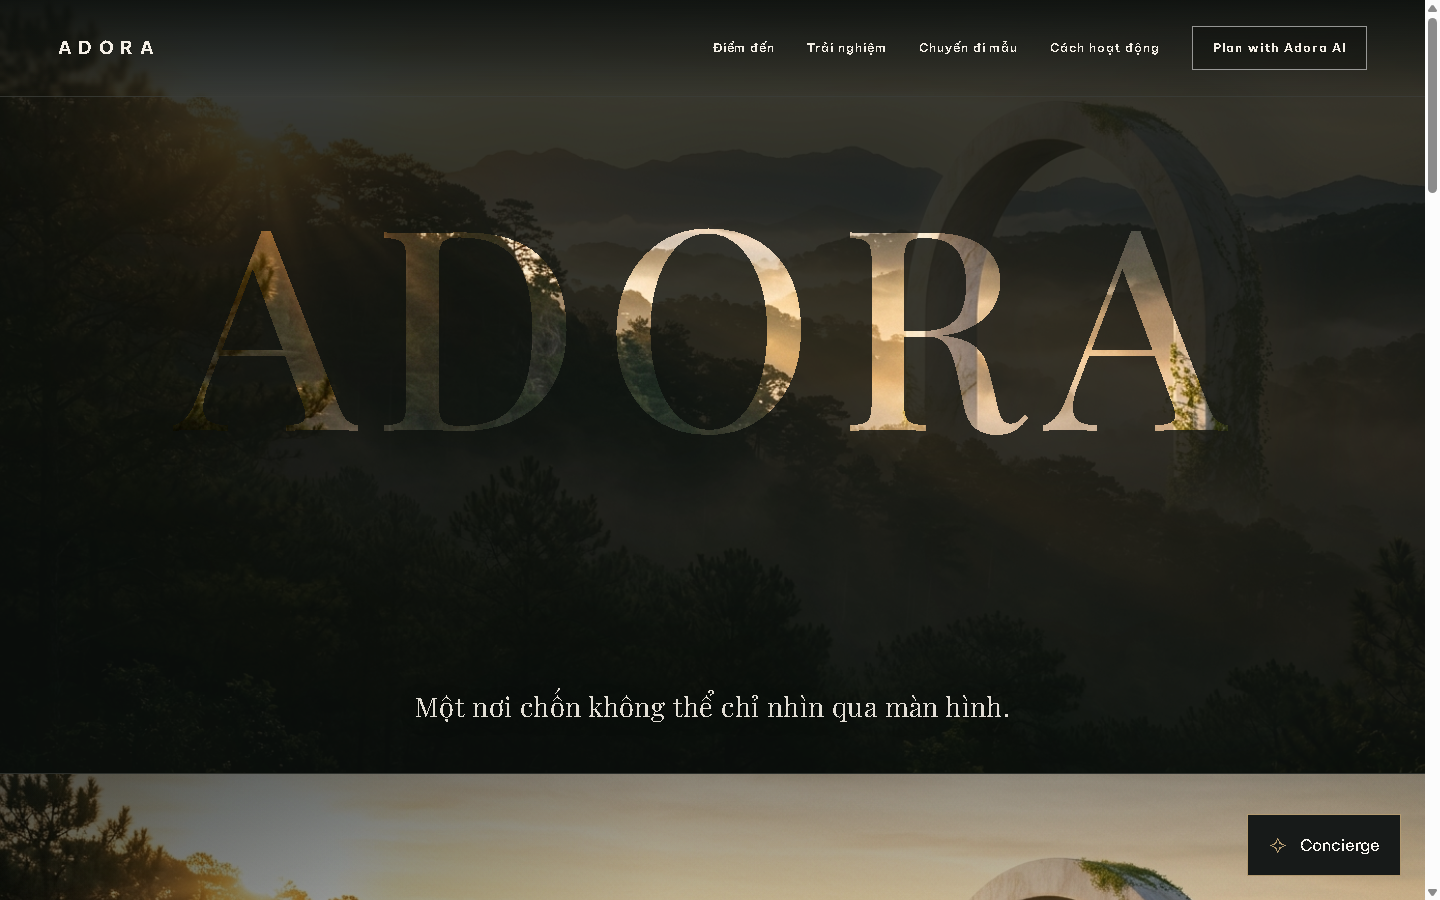 ADORA
Điểm đến
Trải nghiệm
Chuyến đi mẫu
Cách hoạt động
Plan with Adora AI
ADORA
Một nơi chốn không thể chỉ nhìn qua màn hình.
Concierge